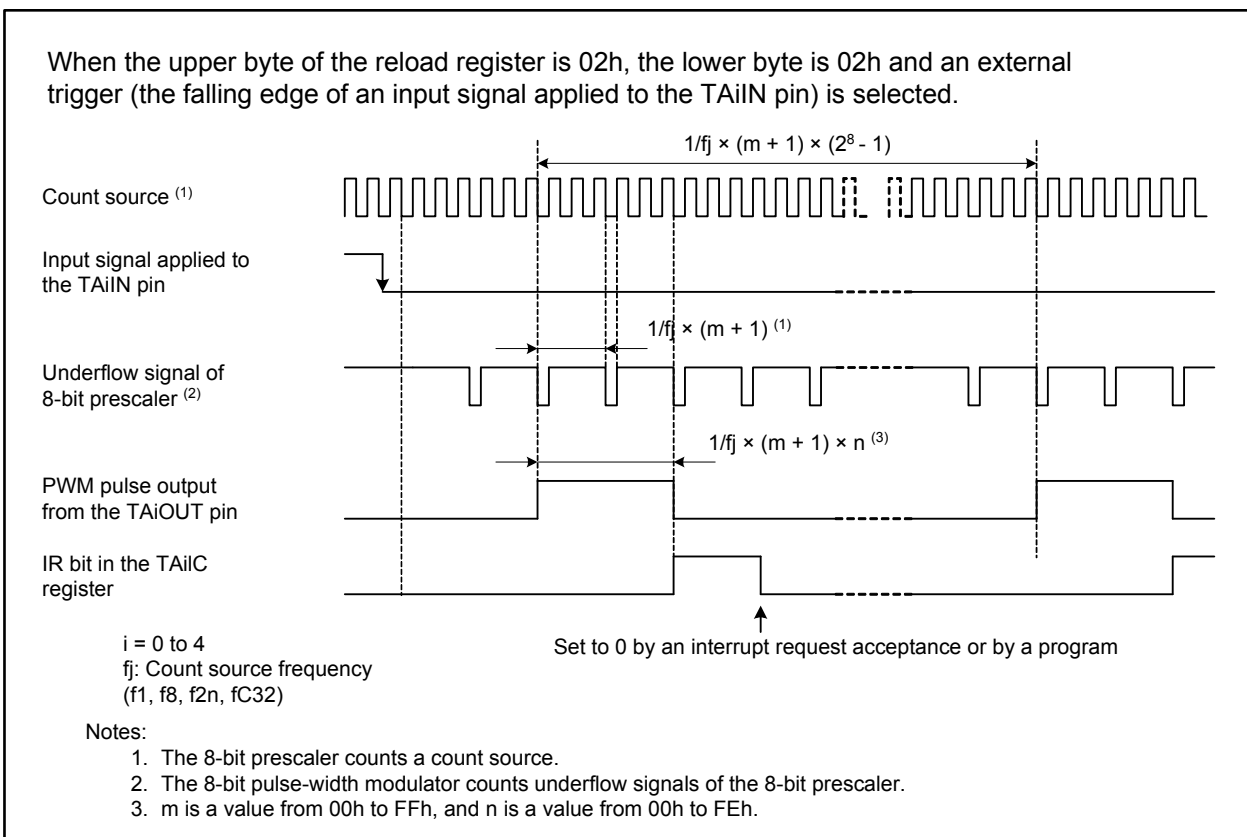 When the upper byte of the reload register is 02h, the lower byte is 02h and an external
trigger (the falling edge of an input signal applied to the TAiIN pin) is selected.
1/fj × (m + 1) × (2⁸ - 1)
Count source (1)
Input signal applied to
the TAiIN pin
1/fj × (m + 1) (1)
Underflow signal of
8-bit prescaler (2)
1/fj × (m + 1) × n (3)
PWM pulse output
from the TAiOUT pin
IR bit in the TAiIC
register
i = 0 to 4
fj: Count source frequency
(f1, f8, f2n, fC32)
Set to 0 by an interrupt request acceptance or by a program
Notes:
1. The 8-bit prescaler counts a count source.
2. The 8-bit pulse-width modulator counts underflow signals of the 8-bit prescaler.
3. m is a value from 00h to FFh, and n is a value from 00h to FEh.